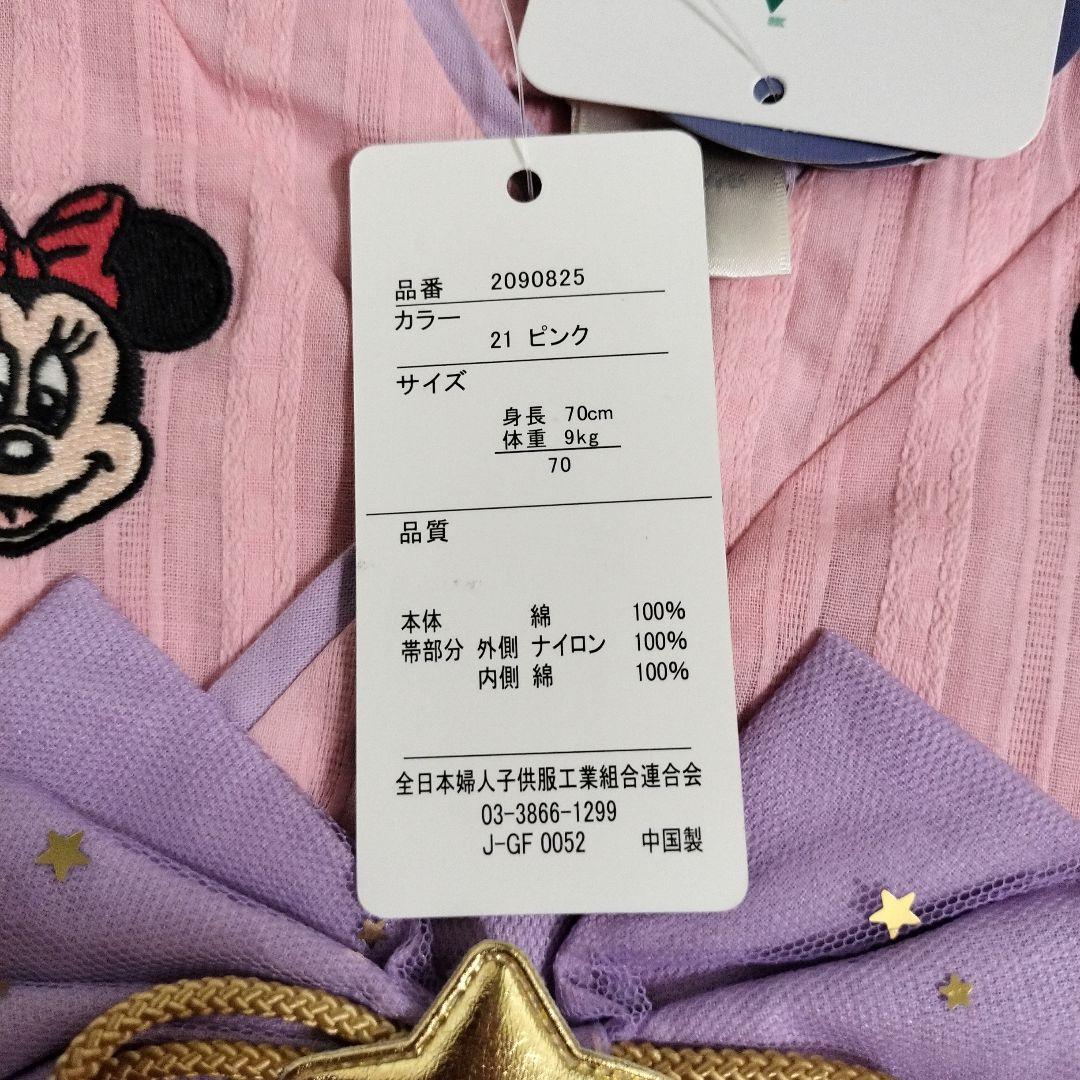 品番 2090825
カラー
21 ピンク
サイズ
身長 70cm
体重 9kg
70
品質
本体 綿 100%
帯部分 外側 ナイロン 100%
内側 綿 100%
全日本婦人子供服工業組合連合会
03-3866-1299
J-GF 0052 中国製